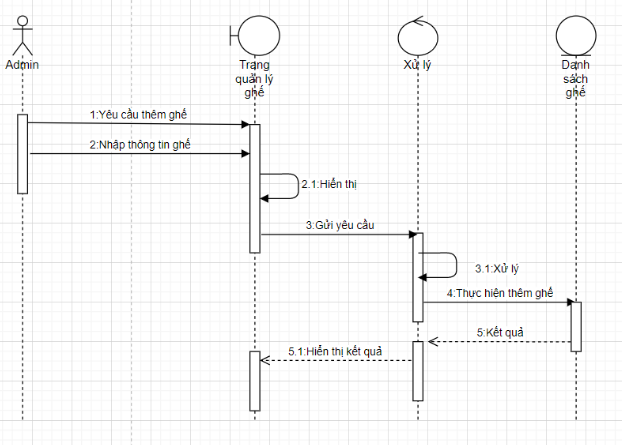 Admin
Trang
quản lý
ghế
Xử lý
Danh
sách
ghế
1:Yêu cầu thêm ghế
2:Nhập thông tin ghế
2.1:Hiển thị
3:Gửi yêu cầu
3.1:Xử lý
4:Thực hiện thêm ghế
5:Kết quả
5.1:Hiển thị kết quả